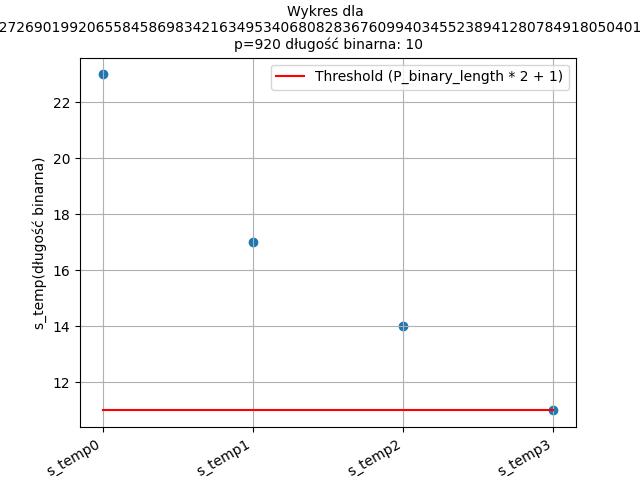 Wykres dla
2726901992065584586983421634953406808283676099403455238941280784918050401
p=920 długość binarna: 10
Threshold (P_binary_length * 2 + 1)
s_temp(długość binarna)
22
20
18
16
14
12
s_temp0
s_temp1
s_temp2
s_temp3